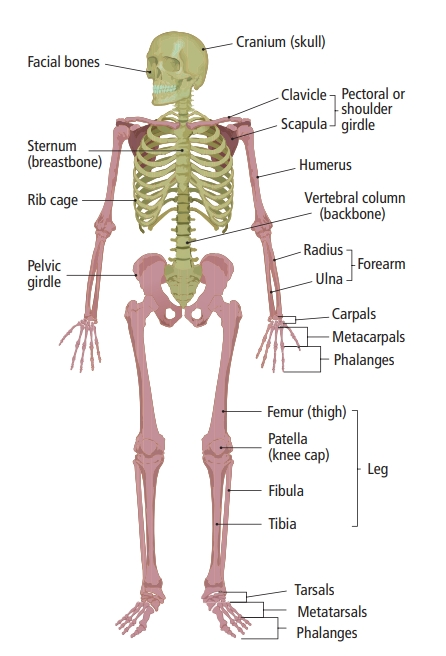 Cranium (skull)
Facial bones
Clavicle
Scapula
Pectoral or
shoulder
girdle
Sternum
(breastbone)
Humerus
Rib cage
Vertebral column
(backbone)
Radius
Ulna
Forearm
Pelvic
girdle
Carpals
Metacarpals
Phalanges
Femur (thigh)
Patella
(knee cap)
Leg
Fibula
Tibia
Tarsals
Metatarsals
Phalanges